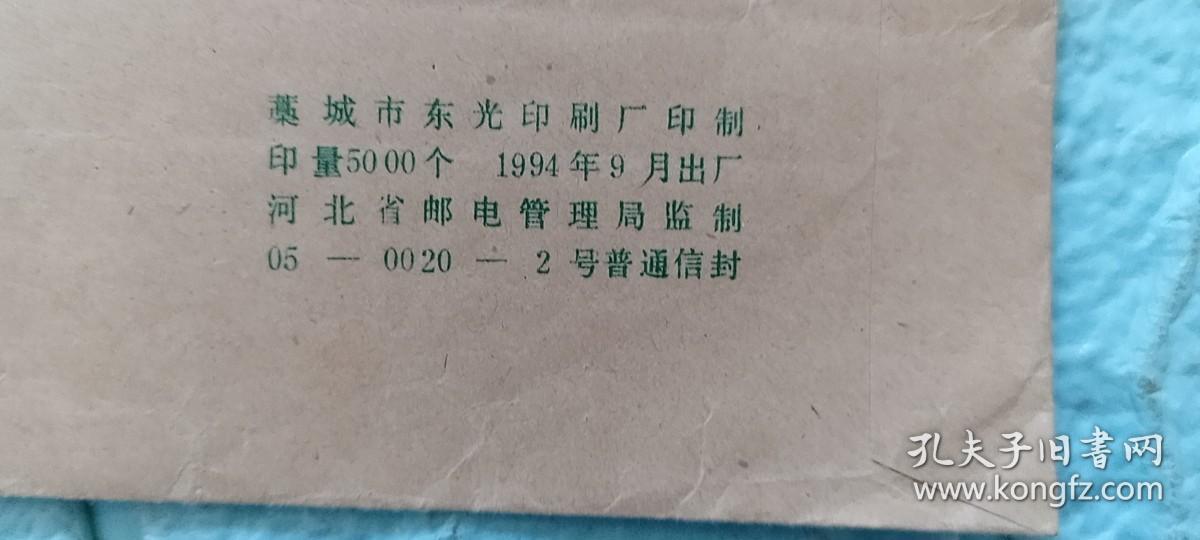 藁城市东光印刷厂印制
印量5000个 1994年9月出厂
河北省邮电管理局监制
05—0020—2号普通信封
孔夫子旧书网
www.kongfz.com